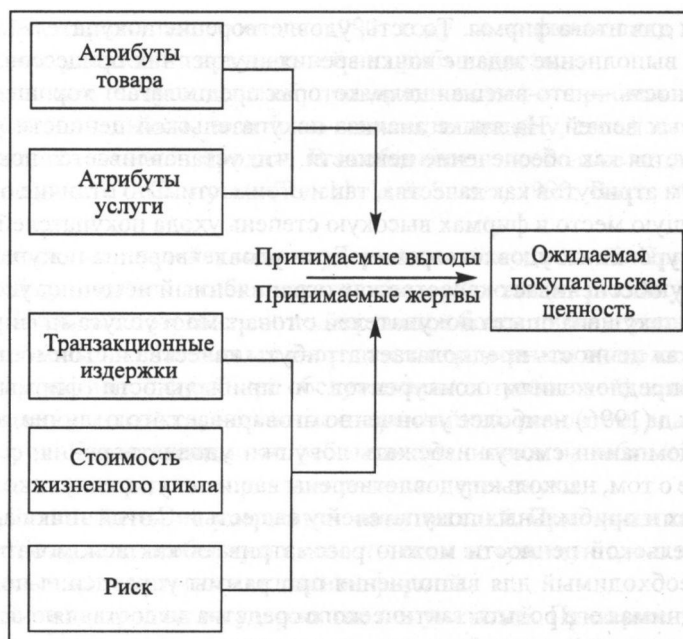 Атрибуты
товара
Атрибуты
услуги
Принимаемые выгоды
Принимаемые жертвы
Ожидаемая
покупательская
ценность
Транзакционные
издержки
Стоимость
жизненного цикла
Риск